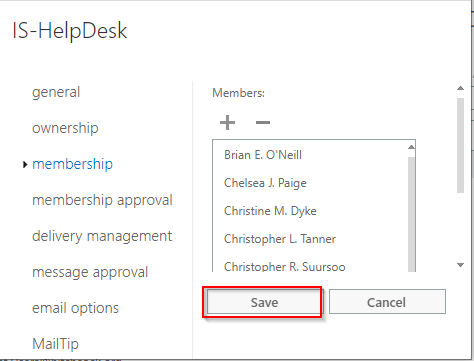 IS-HelpDesk
general
ownership
membership
membership approval
delivery management
message approval
email options
MailTip
Members:
Brian E. O'Neill
Chelsea J. Paige
Christine M. Dyke
Christopher L. Tanner
Christopher R. Suursoo
Save
Cancel